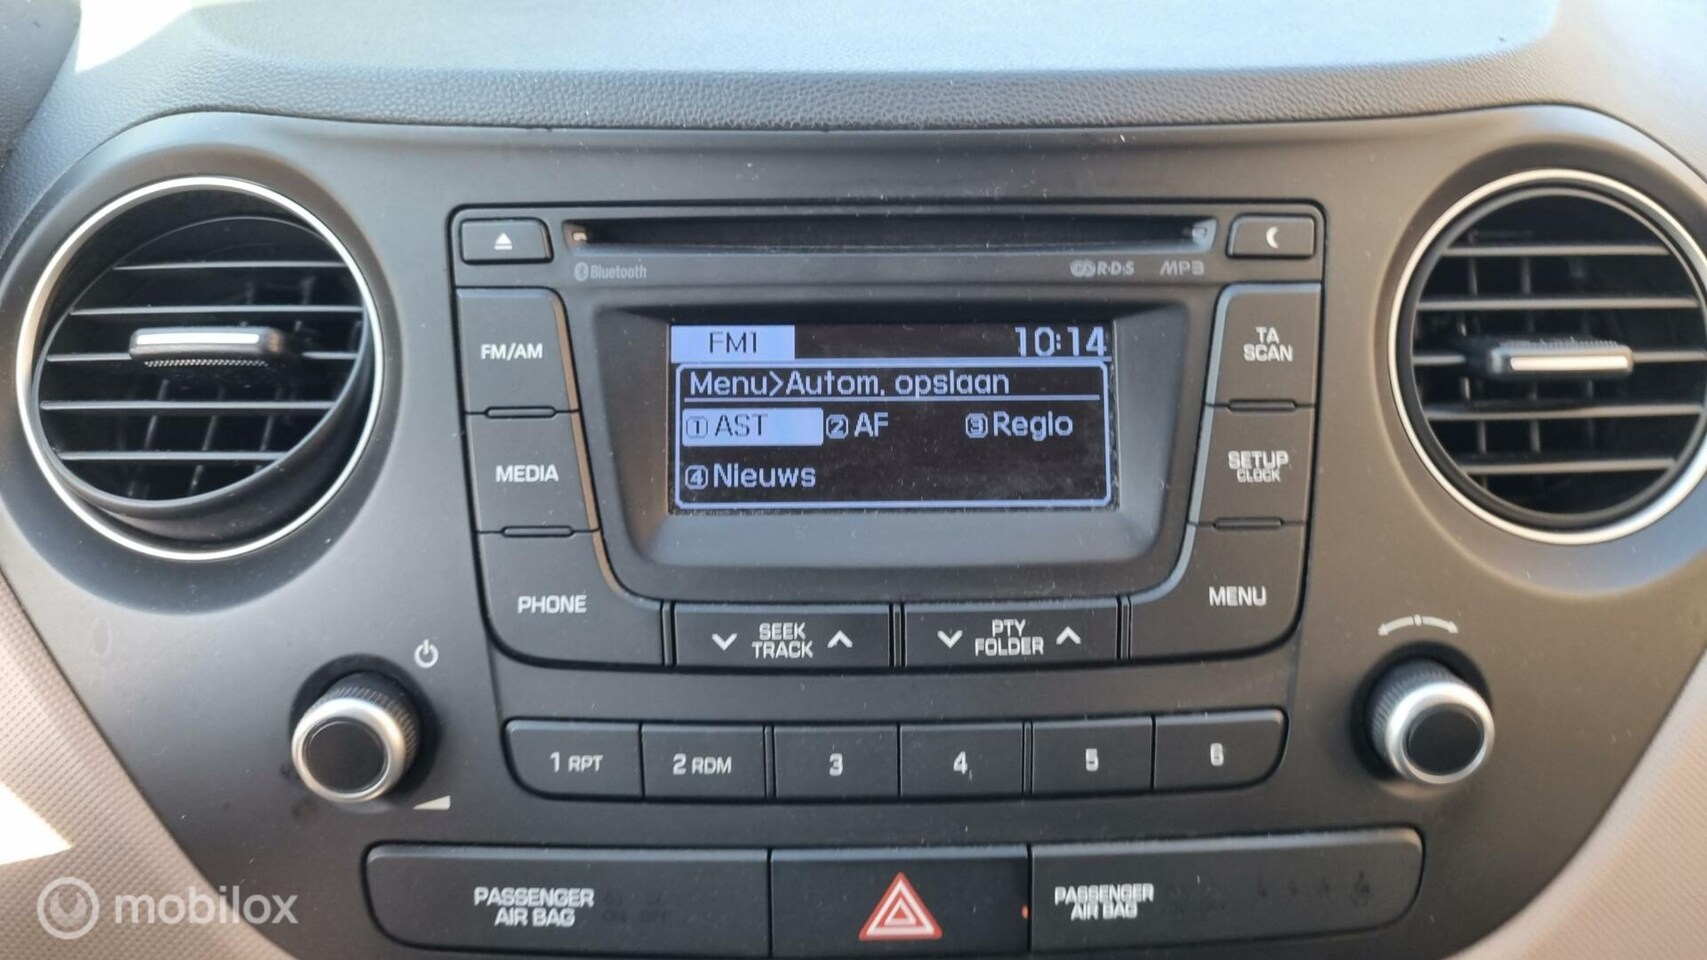 Bluetooth
R·D·S
MP3
FM/AM
FM1
10:14
TA
SCAN
Menu>Autom. opslaan
1 AST
2 AF
3 Regio
4 Nieuws
MEDIA
SETUP
CLOCK
PHONE
SEEK
TRACK
PTY
FOLDER
MENU
1 RPT
2 RDM
3
4
5
6
PASSENGER
AIR BAG
PASSENGER
AIR BAG
mobilox